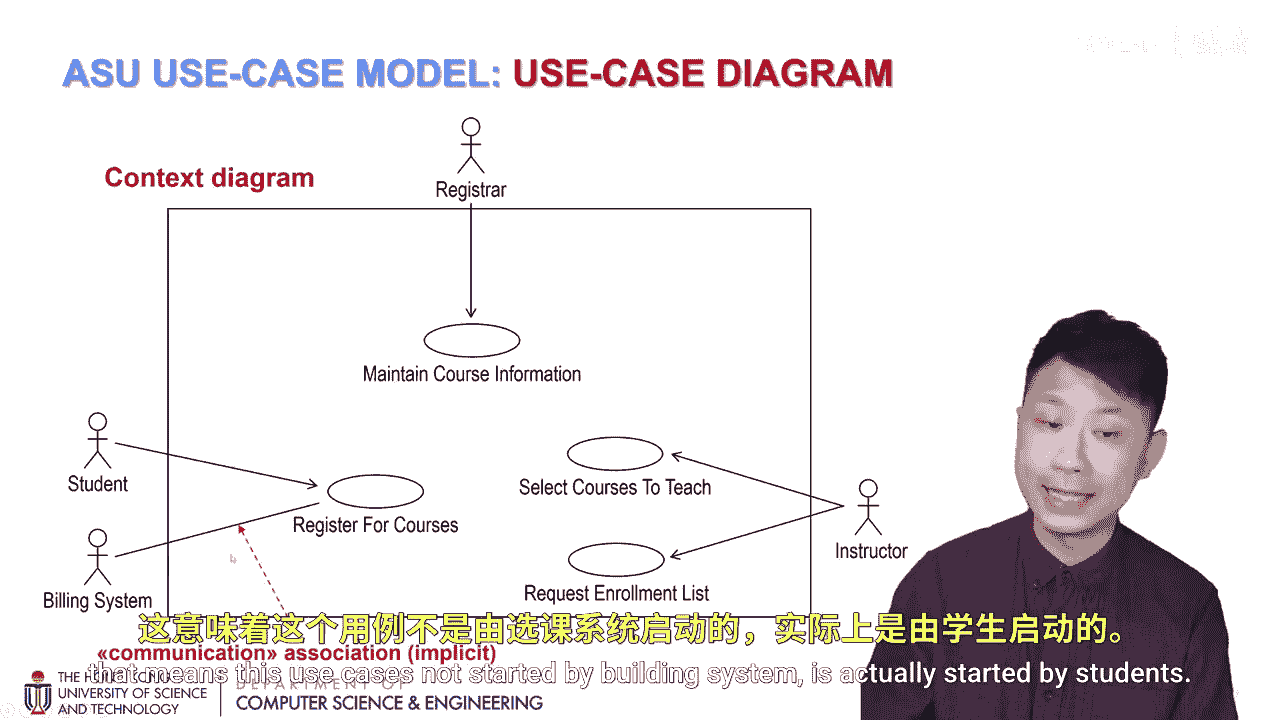 ASU USE-CASE MODEL: USE-CASE DIAGRAM
Registrar
Context diagram
Maintain Course Information
Student
Select Courses To Teach
Register For Courses
Instructor
Billing System
Request Enrollment List
这意味着这个用例不是由选课系统启动的，实际上是由学生启动的。
«communication» association (implicit)
that means this use cases not started by building system, is actually started by students.
THE HONG KONG
UNIVERSITY OF SCIENCE
AND TECHNOLOGY
DEPARTMENT OF
COMPUTER SCIENCE & ENGINEERING